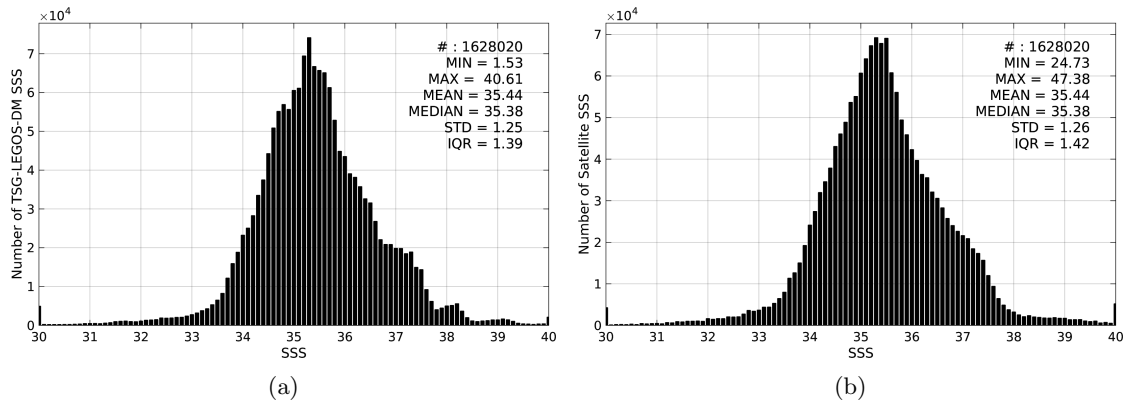 ×10⁴
7
6
5
4
3
2
1
0
Number of TSG-LEGOS-DM SSS
# : 1628020
MIN = 1.53
MAX = 40.61
MEAN = 35.44
MEDIAN = 35.38
STD = 1.25
IQR = 1.39
30 31 32 33 34 35 36 37 38 39 40
SSS
(a)
×10⁴
7
6
5
4
3
2
1
0
Number of Satellite SSS
# : 1628020
MIN = 24.73
MAX = 47.38
MEAN = 35.44
MEDIAN = 35.38
STD = 1.26
IQR = 1.42
30 31 32 33 34 35 36 37 38 39 40
SSS
(b)